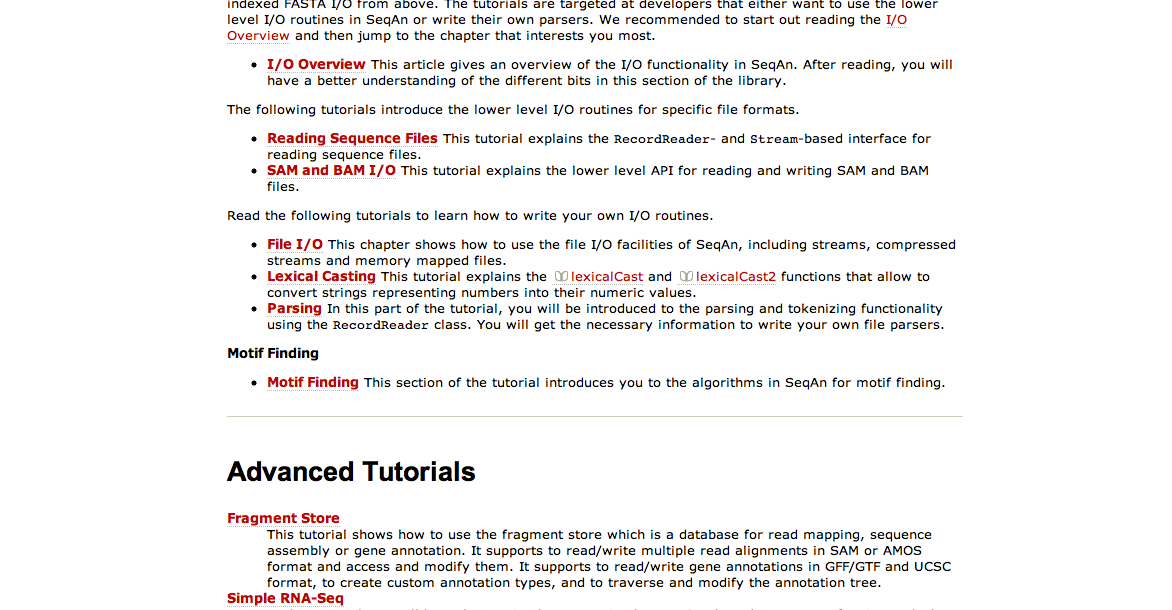 indexed FASTA I/O from above. The tutorials are targeted at developers that either want to use the lower
level I/O routines in SeqAn or write their own parsers. We recommended to start out reading the I/O
Overview and then jump to the chapter that interests you most.
• I/O Overview This article gives an overview of the I/O functionality in SeqAn. After reading, you will
have a better understanding of the different bits in this section of the library.
The following tutorials introduce the lower level I/O routines for specific file formats.
• Reading Sequence Files This tutorial explains the RecordReader- and Stream-based interface for
reading sequence files.
• SAM and BAM I/O This tutorial explains the lower level API for reading and writing SAM and BAM
files.
Read the following tutorials to learn how to write your own I/O routines.
• File I/O This chapter shows how to use the file I/O facilities of SeqAn, including streams, compressed
streams and memory mapped files.
• Lexical Casting This tutorial explains the lexicalCast and lexicalCast2 functions that allow to
convert strings representing numbers into their numeric values.
• Parsing In this part of the tutorial, you will be introduced to the parsing and tokenizing functionality
using the RecordReader class. You will get the necessary information to write your own file parsers.
Motif Finding
• Motif Finding This section of the tutorial introduces you to the algorithms in SeqAn for motif finding.
Advanced Tutorials
Fragment Store
This tutorial shows how to use the fragment store which is a database for read mapping, sequence
assembly or gene annotation. It supports to read/write multiple read alignments in SAM or AMOS
format and access and modify them. It supports to read/write gene annotations in GFF/GTF and UCSC
format, to create custom annotation types, and to traverse and modify the annotation tree.
Simple RNA-Seq